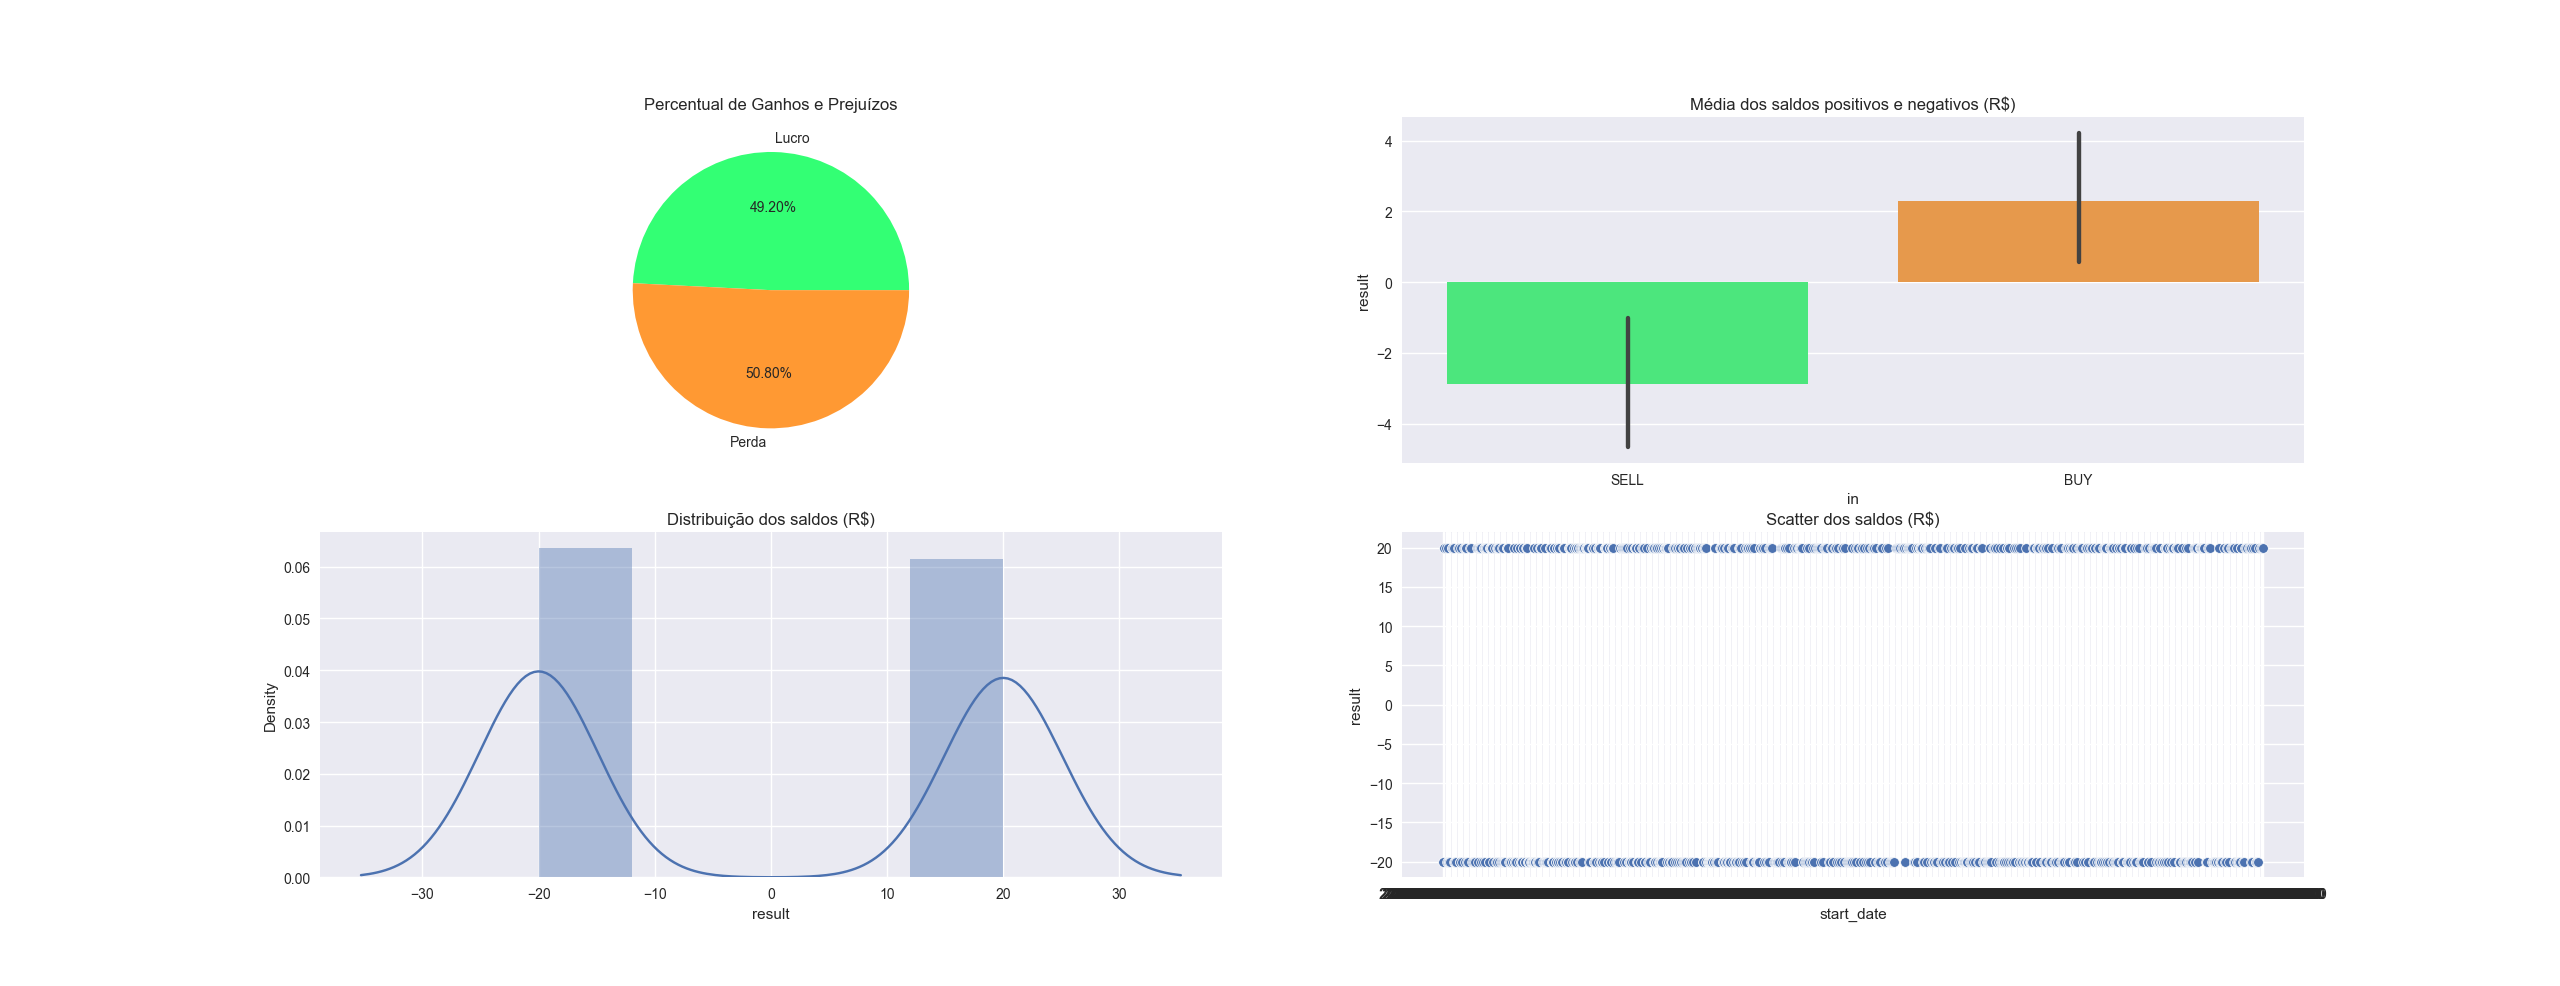 Percentual de Ganhos e Prejuízos
Lucro
49.20%
50.80%
Perda
Média dos saldos positivos e negativos (R$)
4
2
0
−2
−4
result
SELL
BUY
in
Distribuição dos saldos (R$)
0.06
0.05
0.04
0.03
0.02
0.01
0.00
Density
−30
−20
−10
0
10
20
30
result
Scatter dos saldos (R$)
20
15
10
5
0
−5
−10
−15
−20
result
start_date